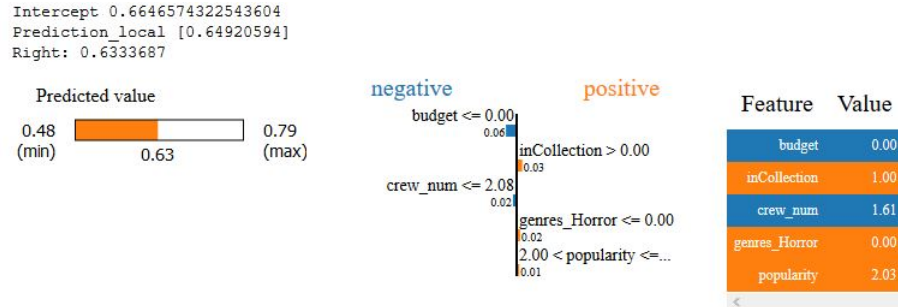 Intercept 0.6646574322543604
Prediction_local [0.64920594]
Right: 0.6333687
Predicted value
0.48
(min)
0.63
0.79
(max)
negative positive
budget <= 0.00
0.06
inCollection > 0.00
0.03
crew_num <= 2.08
0.02
genres_Horror <= 0.00
0.02
2.00 < popularity <=...
0.01
Feature Value
budget 0.00
inCollection 1.00
crew_num 1.61
genres_Horror 0.00
popularity 2.03